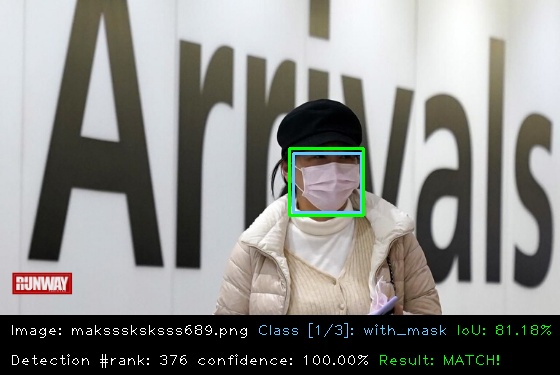 Arrivals
RUNWAY
Image: maksssksksss689.png Class [1/3]: with_mask IoU: 81.18%
Detection #rank: 376 confidence: 100.00% Result: MATCH!